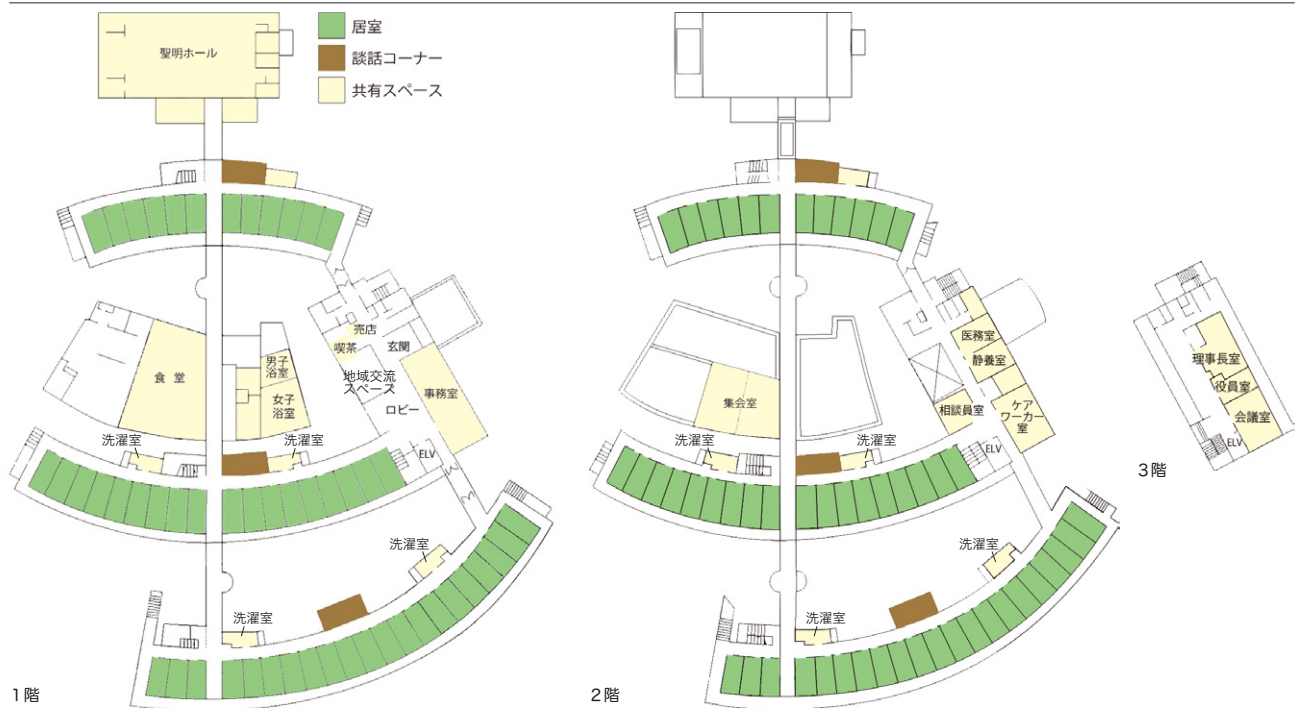 聖明ホール
居室
談話コーナー
共有スペース
売店
喫茶
玄関
地域交流
スペース
ロビー
事務室
食堂
男子
浴室
女子
浴室
洗濯室
洗濯室
ELV
洗濯室
洗濯室
1階
医務室
静養室
相談員室
ケア
ワーカー
室
集会室
洗濯室
洗濯室
ELV
洗濯室
洗濯室
2階
理事長室
役員室
会議室
ELV
3階